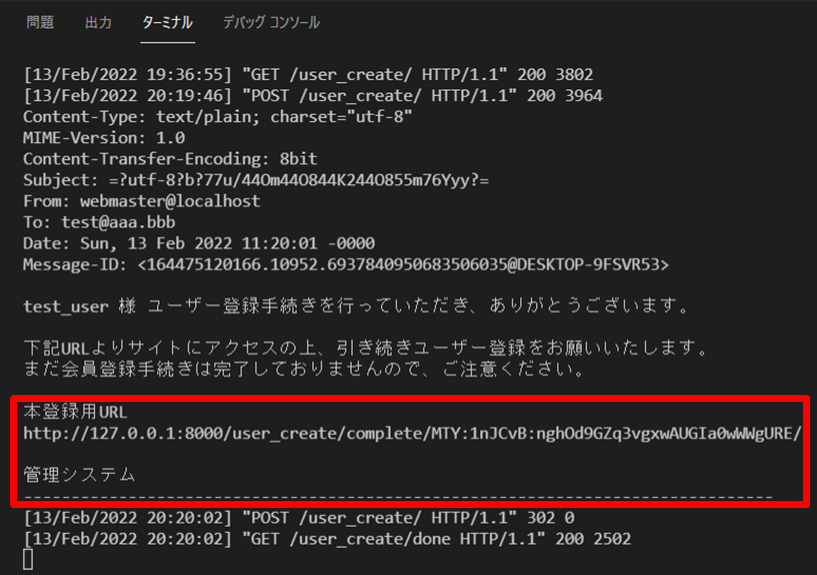 問題 出力 ターミナル デバッグ コンソール
[13/Feb/2022 19:36:55] "GET /user_create/ HTTP/1.1" 200 3802
[13/Feb/2022 20:19:46] "POST /user_create/ HTTP/1.1" 200 3964
Content-Type: text/plain; charset="utf-8"
MIME-Version: 1.0
Content-Transfer-Encoding: 8bit
Subject: =?utf-8?b?77u/44Om44O844K244O855m76Yyy?=
From: webmaster@localhost
To: test@aaa.bbb
Date: Sun, 13 Feb 2022 11:20:01 -0000
Message-ID: <164475120166.10952.6937840950683506035@DESKTOP-9FSVR53>
test_user 様 ユーザー登録手続きを行っていただき、ありがとうございます。
下記URLよりサイトにアクセスの上、引き続きユーザー登録をお願いいたします。
まだ会員登録手続きは完了しておりませんので、ご注意ください。
本登録用URL
http://127.0.0.1:8000/user_create/complete/MTY:1nJCvB:nghOd9GZq3vgxwAUGIa0wWWgURE/
管理システム
-------------------------------------------------------------------------------
[13/Feb/2022 20:20:02] "POST /user_create/ HTTP/1.1" 302 0
[13/Feb/2022 20:20:02] "GET /user_create/done HTTP/1.1" 200 2502